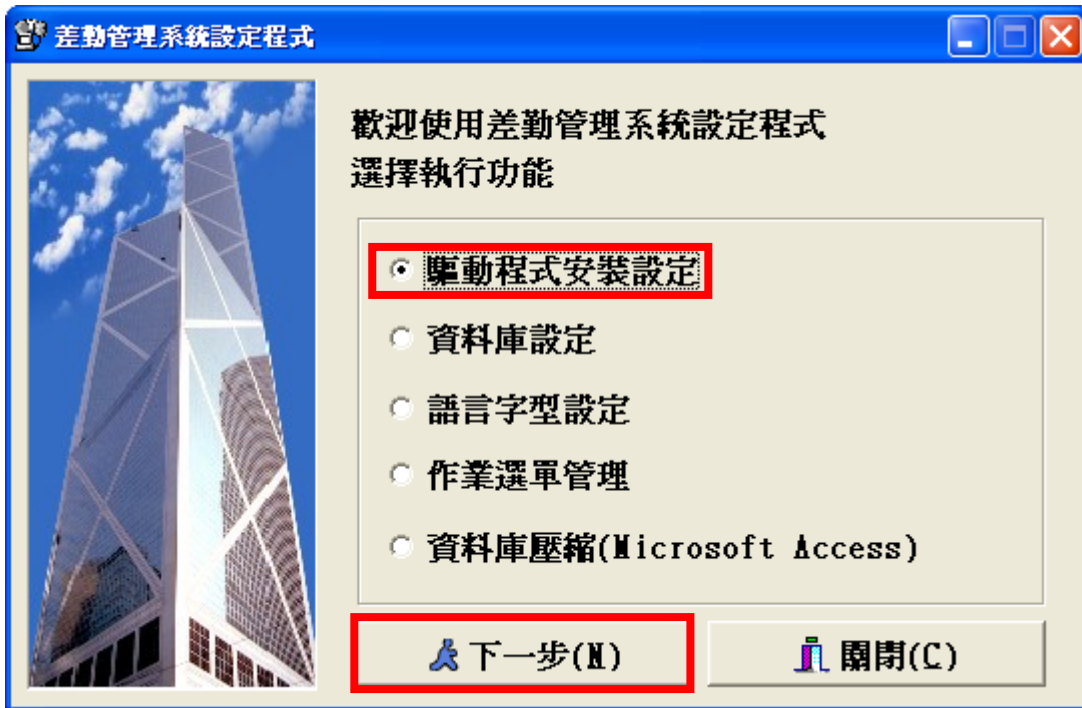 差勤管理系統設定程式
歡迎使用差勤管理系統設定程式
選擇執行功能
驅動程式安裝設定
資料庫設定
語言字型設定
作業選單管理
資料庫壓縮(Microsoft Access)
下一步(N)
關閉(C)